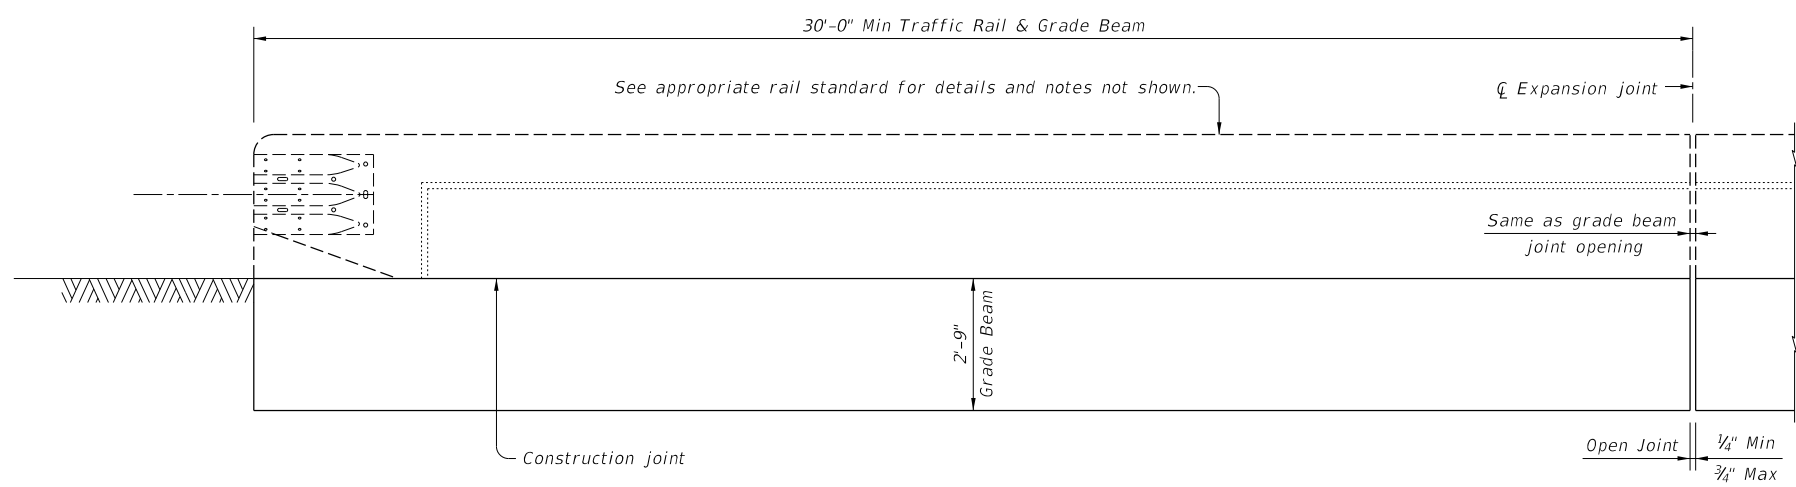 30'-0" Min Traffic Rail & Grade Beam
See appropriate rail standard for details and notes not shown.
℄ Expansion joint
Same as grade beam
joint opening
2'-9"
Grade Beam
Construction joint
Open Joint
¼" Min
¾" Max